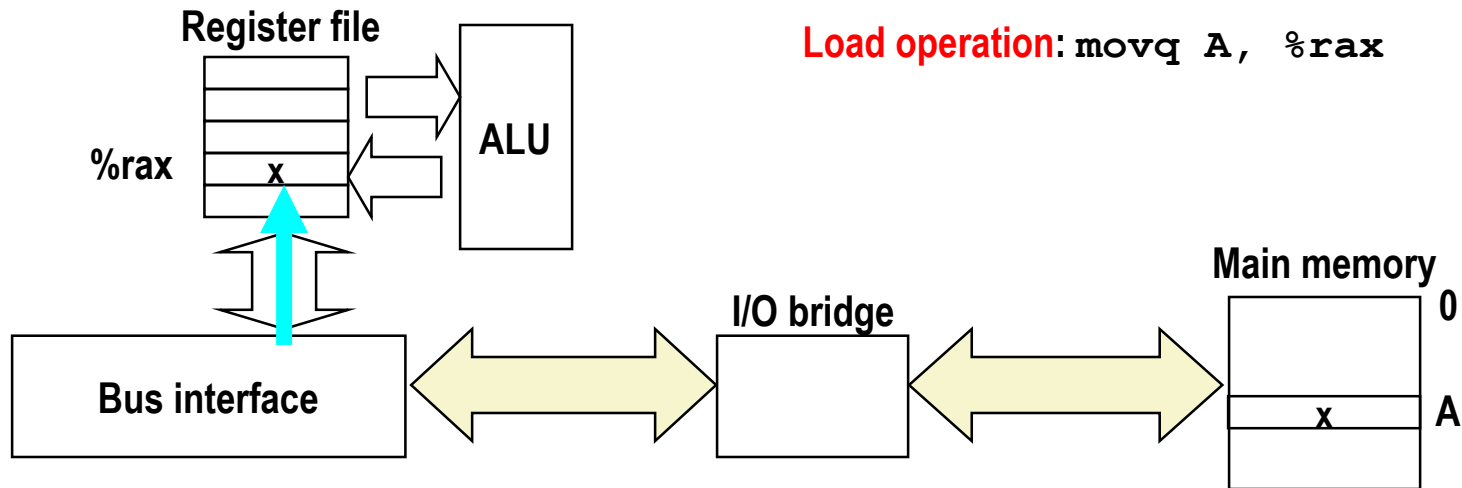 Register file
Load operation: movq A, %rax
ALU
%rax
x
Main memory
I/O bridge
0
Bus interface
x
A